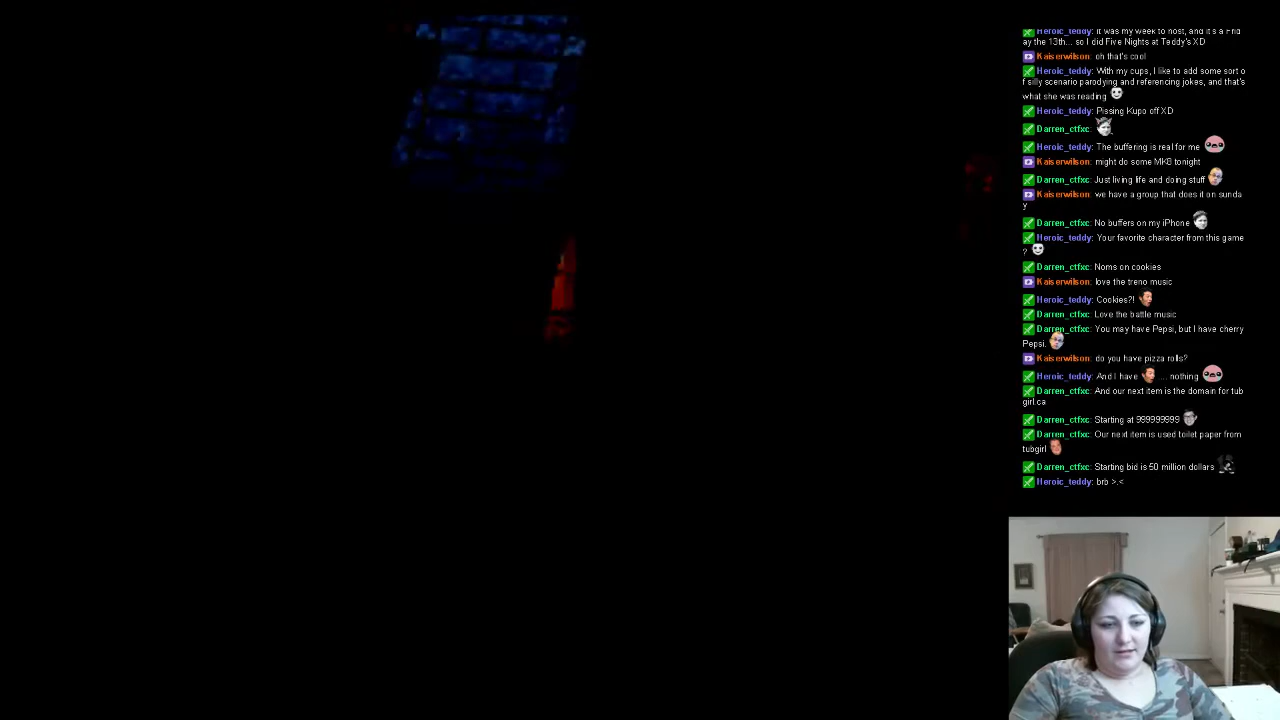 Heroic_teddy: It was my week to host, and it's a Frid
ay the 13th... so I did Five Nights at Teddy's XD
Kaiserwilson: oh that's cool
Heroic_teddy: With my cups, I like to add some sort o
f silly scenario parodying and referencing jokes, and that's
what she was reading
Heroic_teddy: Pissing Kupo off XD
Darren_ctfxc:
Heroic_teddy: The buffering is real for me
Kaiserwilson: might do some MK8 tonight
Darren_ctfxc: Just living life and doing stuff
Kaiserwilson: we have a group that does it on sunda
y
Darren_ctfxc: No buffers on my iPhone
Heroic_teddy: Your favorite character from this game
?
Darren_ctfxc: Noms on cookies
Kaiserwilson: love the treno music
Heroic_teddy: Cookies?!
Darren_ctfxc: Love the battle music
Darren_ctfxc: You may have Pepsi, but I have cherry
Pepsi.
Kaiserwilson: do you have pizza rolls?
Heroic_teddy: And I have ... nothing
Darren_ctfxc: And our next item is the domain for tub
girl.ca
Darren_ctfxc: Starting at 999999999
Darren_ctfxc: Our next item is used toilet paper from
tubgirl
Darren_ctfxc: Starting bid is 50 million dollars
Heroic_teddy: brb >.<